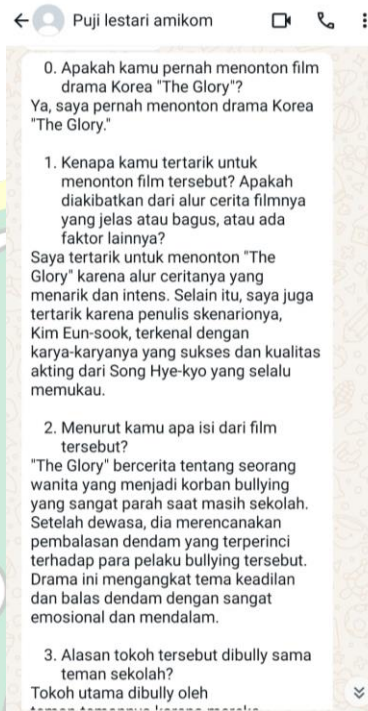 Puji lestari amikom
0. Apakah kamu pernah menonton film
drama Korea "The Glory"?
Ya, saya pernah menonton drama Korea
"The Glory."
1. Kenapa kamu tertarik untuk
menonton film tersebut? Apakah
diakibatkan dari alur cerita filmnya
yang jelas atau bagus, atau ada
faktor lainnya?
Saya tertarik untuk menonton "The
Glory" karena alur ceritanya yang
menarik dan intens. Selain itu, saya juga
tertarik karena penulis skenarionya,
Kim Eun-sook, terkenal dengan
karya-karyanya yang sukses dan kualitas
akting dari Song Hye-kyo yang selalu
memukau.
2. Menurut kamu apa isi dari film
tersebut?
"The Glory" bercerita tentang seorang
wanita yang menjadi korban bullying
yang sangat parah saat masih sekolah.
Setelah dewasa, dia merencanakan
pembalasan dendam yang terperinci
terhadap para pelaku bullying tersebut.
Drama ini mengangkat tema keadilan
dan balas dendam dengan sangat
emosional dan mendalam.
3. Alasan tokoh tersebut dibully sama
teman sekolah?
Tokoh utama dibully oleh